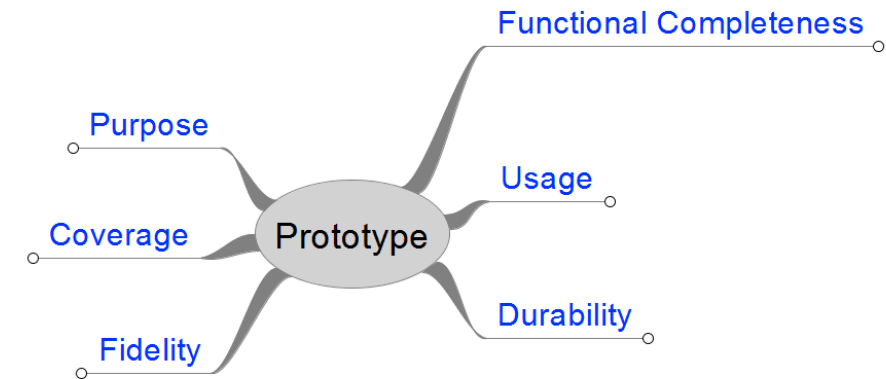 Functional Completeness
Purpose
Usage
Coverage
Prototype
Durability
Fidelity